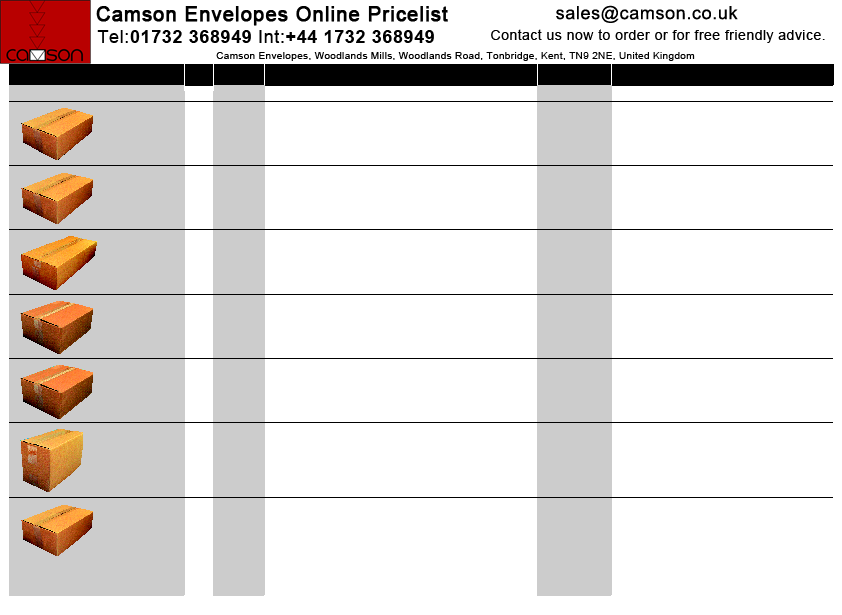 camson
Camson Envelopes Online Pricelist
sales@camson.co.uk
Tel:01732 368949 Int:+44 1732 368949
Contact us now to order or for free friendly advice.
Camson Envelopes, Woodlands Mills, Woodlands Road, Tonbridge, Kent, TN9 2NE, United Kingdom